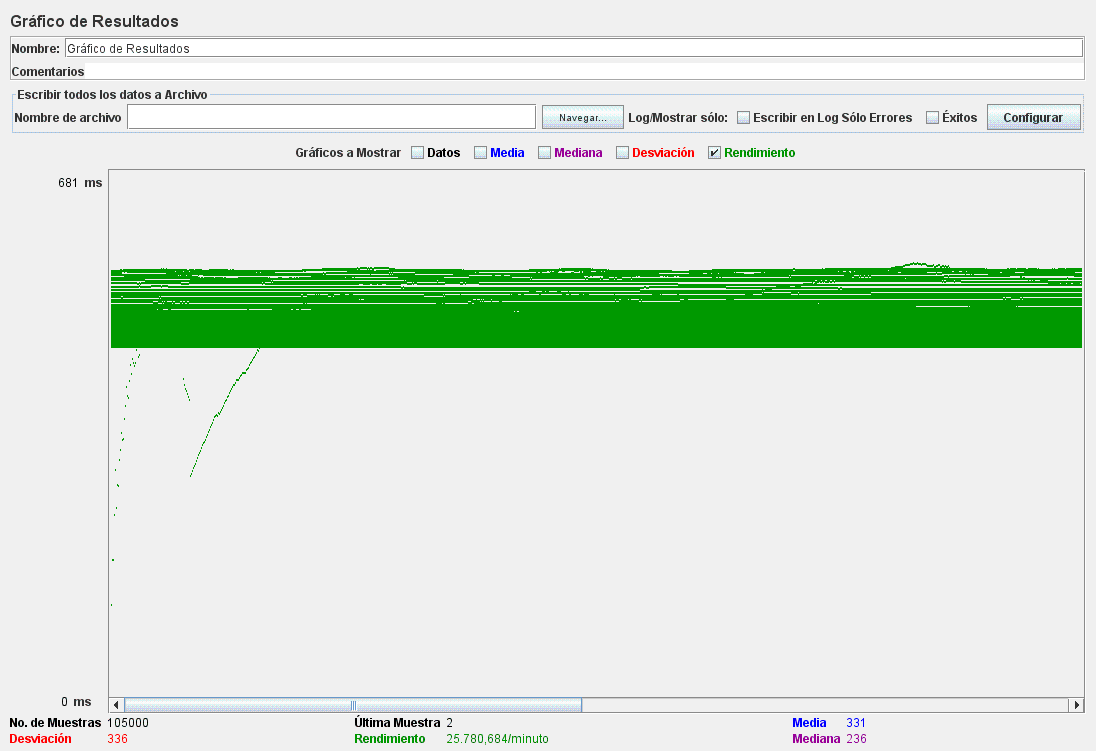 Gráfico de Resultados
Nombre: Gráfico de Resultados
Comentarios
Escribir todos los datos a Archivo
Nombre de archivo Navegar... Log/Mostrar sólo: Escribir en Log Sólo Errores Éxitos Configurar
Gráficos a Mostrar Datos Media Mediana Desviación Rendimiento
681 ms
0 ms
No. de Muestras 105000 Última Muestra 2 Media 331
Desviación 336 Rendimiento 25.780,684/minuto Mediana 236